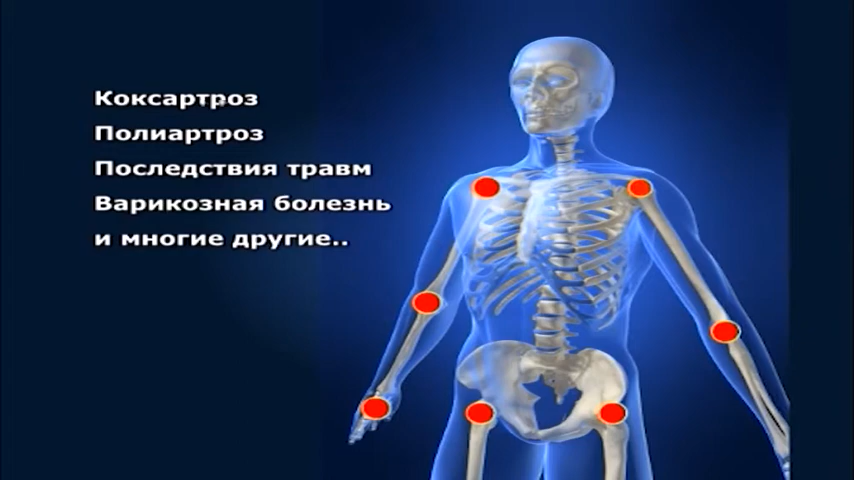 Коксартроз
Полиартроз
Последствия травм
Варикозная болезнь
и многие другие..